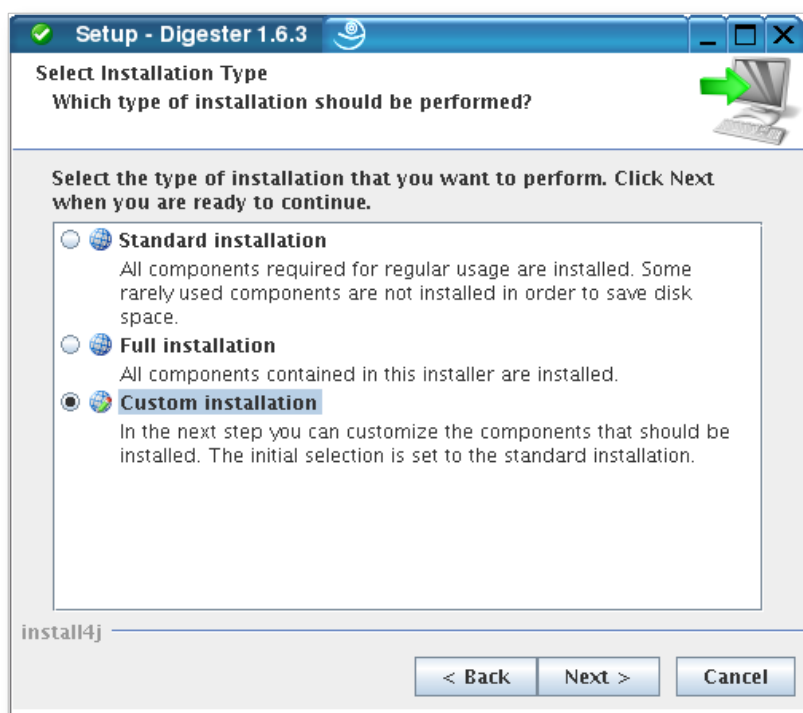 Setup - Digester 1.6.3
Select Installation Type
Which type of installation should be performed?
Select the type of installation that you want to perform. Click Next
when you are ready to continue.
Standard installation
All components required for regular usage are installed. Some
rarely used components are not installed in order to save disk
space.
Full installation
All components contained in this installer are installed.
Custom installation
In the next step you can customize the components that should be
installed. The initial selection is set to the standard installation.
install4j
< Back
Next >
Cancel